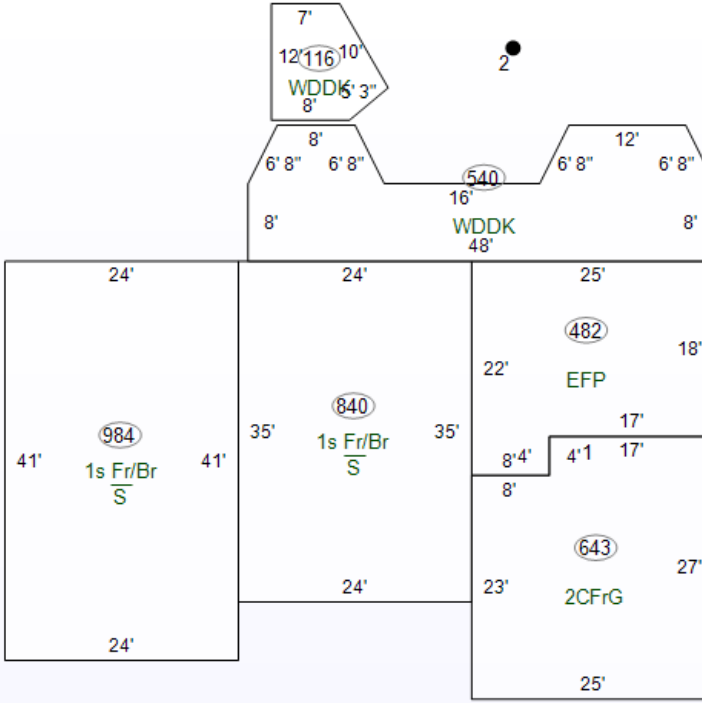 7'
12' 116 10'
2
WDDK 5' 3"
8'
8' 12'
6' 8" 6' 8" 6' 8" 6' 8"
540
16'
8' WDDK 8'
48'
24' 24' 25'
482
18'
22'
EFP
840
17'
984 35' 1s Fr/Br 35'
S
41' 1s Fr/Br 41'
S
8' 4' 4' 1 17'
8'
643
27'
23'
2CFrG
24'
24'
25'